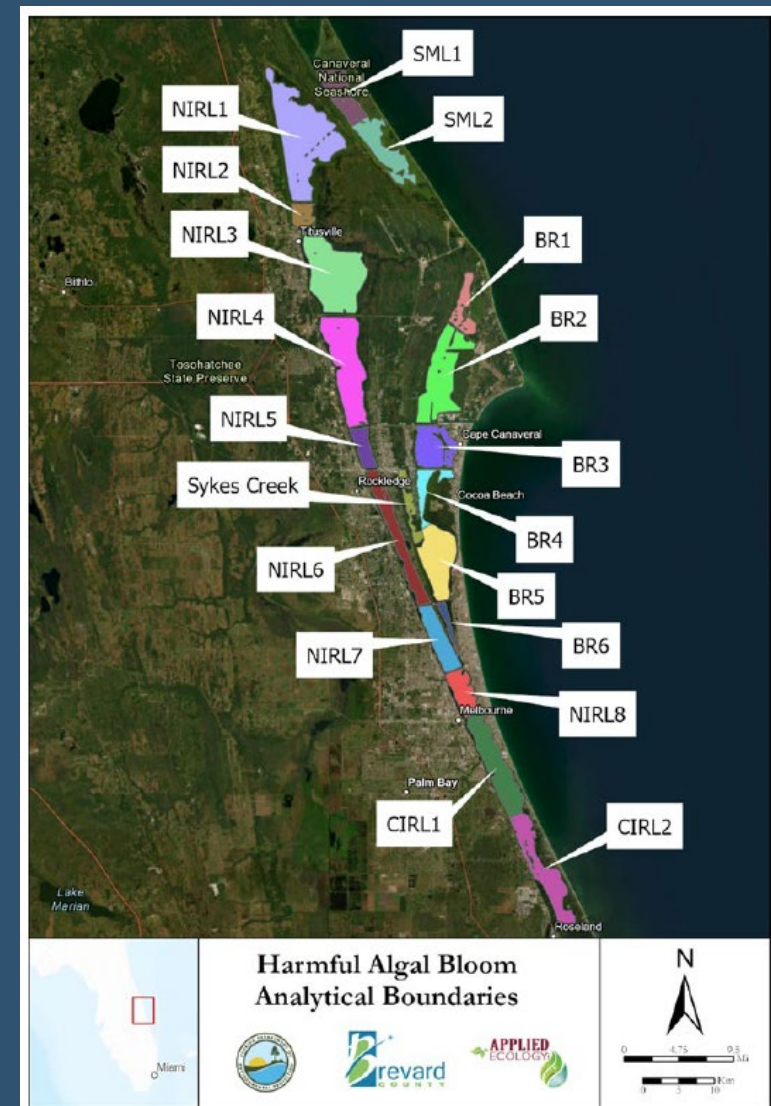 SML1
Canaveral
National
Seashore
NIRL1
SML2
NIRL2
Titusville
NIRL3
BR1
Bithlo
BR2
NIRL4
Tosohatchee
State Preserve
NIRL5
Cape Canaveral
BR3
Rockledge
Sykes Creek
Cocoa Beach
BR4
NIRL6
BR5
NIRL7
BR6
NIRL8
Melbourne
Palm Bay
CIRL1
CIRL2
Lake
Marian
Roseland
Miami
Harmful Algal Bloom
Analytical Boundaries
Brevard
COUNTY
APPLIED
ECOLOGY
N
0 4.75 9.5
Mi
0 5 10
Km